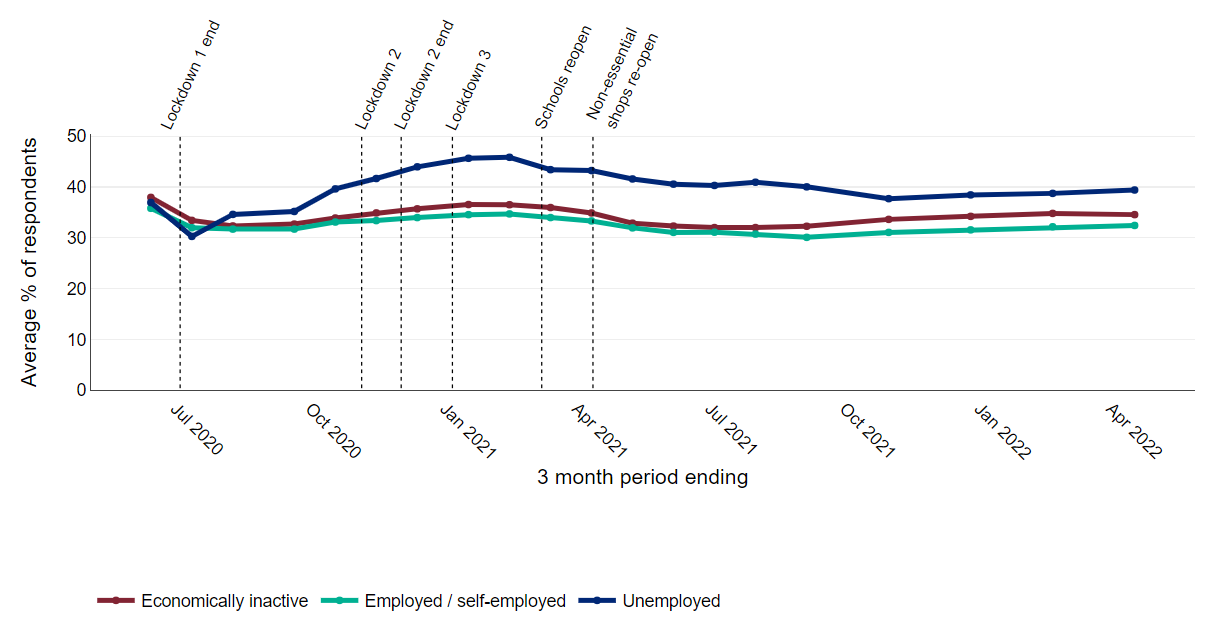 Lockdown 1 end
Lockdown 2
Lockdown 2 end
Lockdown 3
Schools reopen
Non-essential
shops re-open
50
40
30
20
10
0
Average % of respondents
Jul 2020
Oct 2020
Jan 2021
Apr 2021
Jul 2021
Oct 2021
Jan 2022
Apr 2022
3 month period ending
Economically inactive
Employed / self-employed
Unemployed